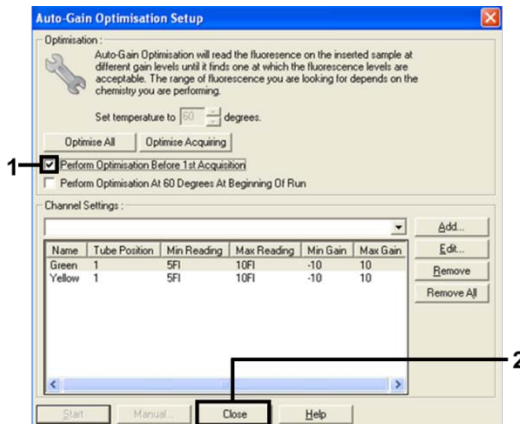 Auto-Gain Optimisation Setup
Optimisation :
Auto-Gain Optimisation will read the fluoresence on the inserted sample at
different gain levels until it finds one at which the fluorescence levels are
acceptable. The range of fluorescence you are looking for depends on the
chemistry you are performing.
Set temperature to 60 degrees.
Optimise All Optimise Acquiring
1 Perform Optimisation Before 1st Acquisition
Perform Optimisation At 60 Degrees At Beginning Of Run
Channel Settings :
Add...
Name Tube Position Min Reading Max Reading Min Gain Max Gain Edit...
Green 1 5Fl 10Fl -10 10
Yellow 1 5Fl 10Fl -10 10
Remove
Remove All
2
Start Manual... Close Help